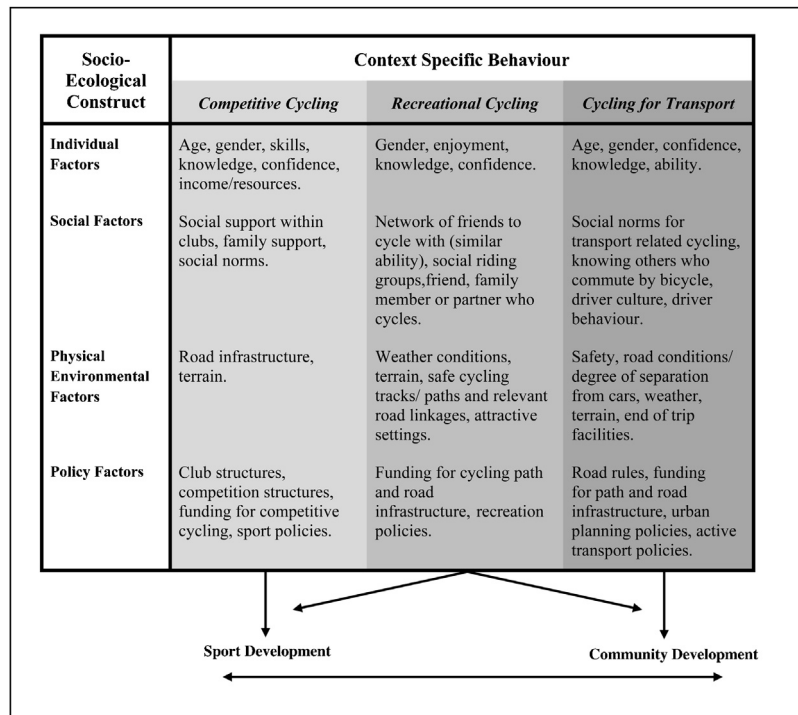 Socio-
Ecological
Construct
Context Specific Behaviour
Competitive Cycling
Recreational Cycling
Cycling for Transport
Individual
Factors
Age, gender, skills,
knowledge, confidence,
income/resources.
Gender, enjoyment,
knowledge, confidence.
Age, gender, confidence,
knowledge, ability.
Social Factors
Social support within
clubs, family support,
social norms.
Network of friends to
cycle with (similar
ability), social riding
groups,friend, family
member or partner who
cycles.
Social norms for
transport related cycling,
knowing others who
commute by bicycle,
driver culture, driver
behaviour.
Physical
Environmental
Factors
Road infrastructure,
terrain.
Weather conditions,
terrain, safe cycling
tracks/ paths and relevant
road linkages, attractive
settings.
Safety, road conditions/
degree of separation
from cars, weather,
terrain, end of trip
facilities.
Policy Factors
Club structures,
competition structures,
funding for competitive
cycling, sport policies.
Funding for cycling path
and road
infrastructure, recreation
policies.
Road rules, funding
for path and road
infrastructure, urban
planning policies, active
transport policies.
Sport Development
Community Development